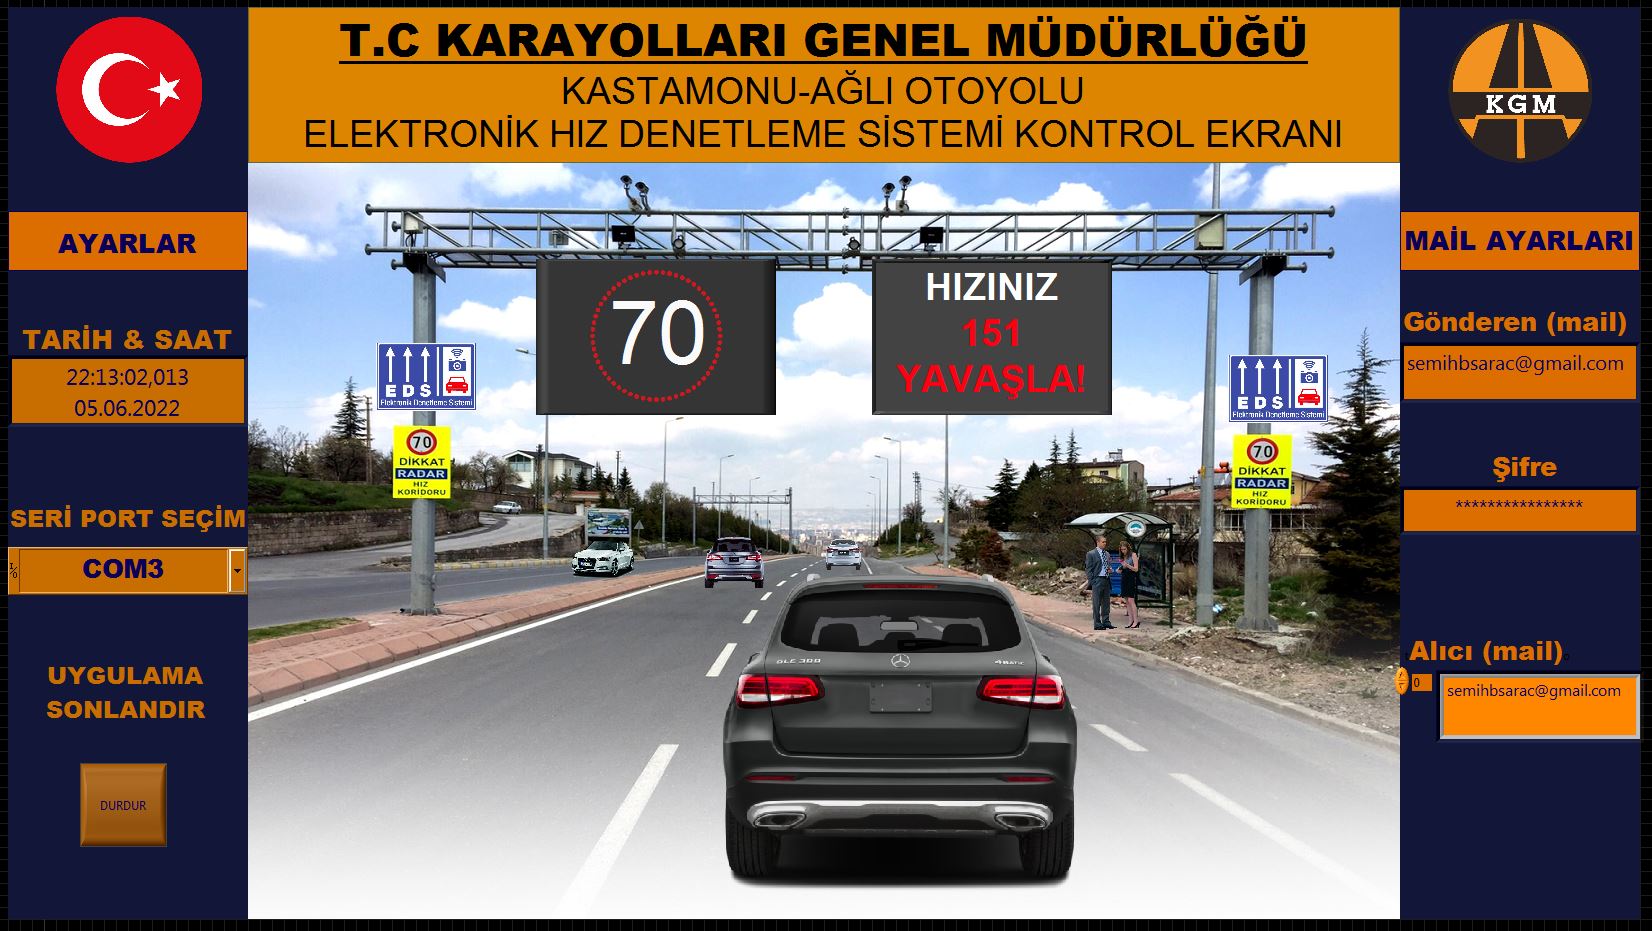 T.C KARAYOLLARI GENEL MÜDÜRLÜĞÜ
KASTAMONU-AĞLI OTOYOLU
ELEKTRONİK HIZ DENETLEME SİSTEMİ KONTROL EKRANI
KGM
AYARLAR
TARİH & SAAT
22:13:02,013
05.06.2022
SERİ PORT SEÇİM
COM3
UYGULAMA
SONLANDIR
DURDUR
70
HIZINIZ
151
YAVAŞLA!
EDS
Elektronik Denetleme Sistemi
70
DİKKAT
RADAR
HIZ
KORİDORU
EDS
Elektronik Denetleme Sistemi
70
DİKKAT
RADAR
HIZ
KORİDORU
GLC 300
4MATIC
MAİL AYARLARI
Gönderen (mail)
semihbsarac@gmail.com
Şifre
****************
Alıcı (mail)
0
semihbsarac@gmail.com